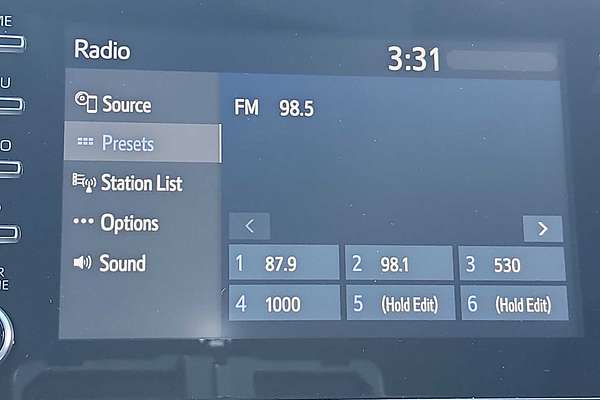 Radio 3:31
Source
Presets
Station List
Options
Sound
FM 98.5
< >
1 87.9 2 98.1 3 530
4 1000 5 (Hold Edit) 6 (Hold Edit)